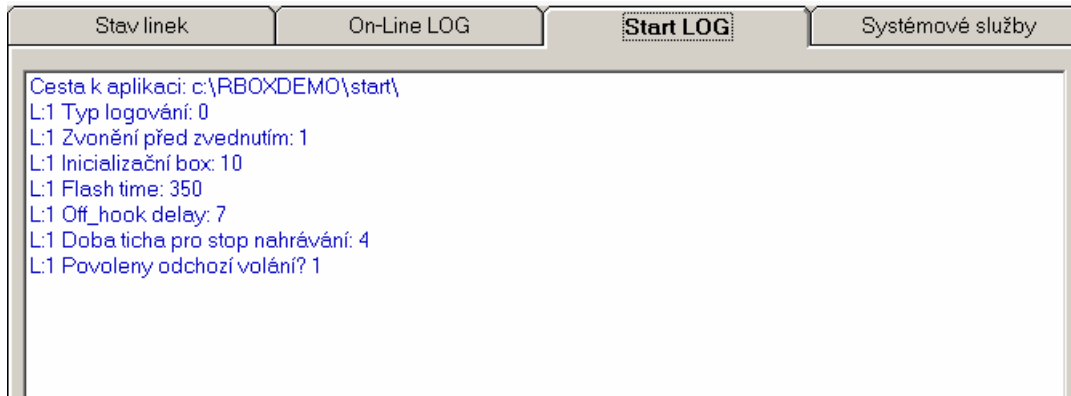 Stav linek
On-Line LOG
Start LOG
Systémové služby
Cesta k aplikaci: c:\RBOXDEMO\start\
L:1 Typ logování: 0
L:1 Zvonění před zvednutím: 1
L:1 Inicializační box: 10
L:1 Flash time: 350
L:1 Off_hook delay: 7
L:1 Doba ticha pro stop nahrávání: 4
L:1 Povoleny odchozí volání? 1